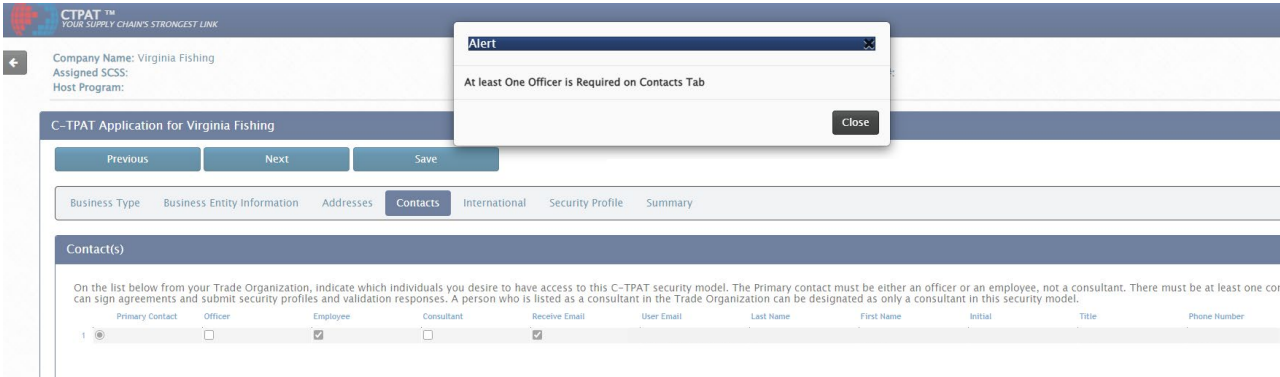 CTPAT ™
YOUR SUPPLY CHAIN'S STRONGEST LINK
Alert
At least One Officer is Required on Contacts Tab
Close
Company Name: Virginia Fishing
Assigned SCSS:
Host Program:
C-TPAT Application for Virginia Fishing
Previous Next Save
Business Type Business Entity Information Addresses Contacts International Security Profile Summary
Contact(s)
On the list below from your Trade Organization, indicate which individuals you desire to have access to this C-TPAT security model. The Primary contact must be either an officer or an employee, not a consultant. There must be at least one
can sign agreements and submit security profiles and validation responses. A person who is listed as a consultant in the Trade Organization can be designated as only a consultant in this security model.
Primary Contact Officer Employee Consultant Receive Email User Email Last Name First Name Initial Title Phone Number
1